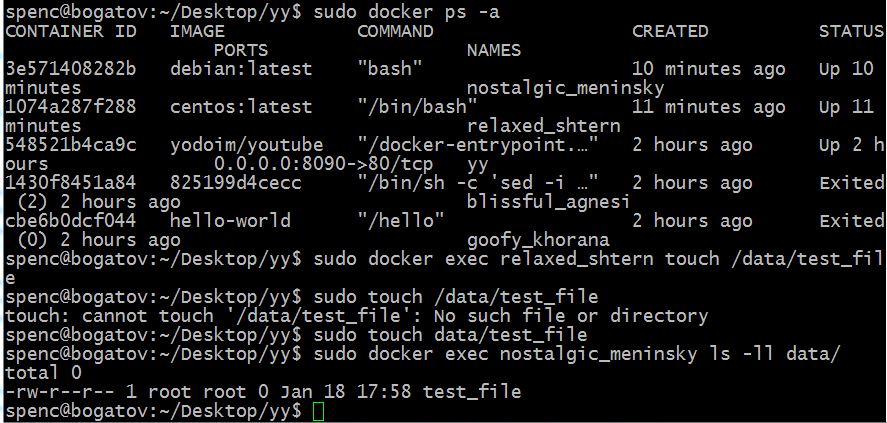 spenc@bogatov:~/Desktop/yy$ sudo docker ps -a
CONTAINER ID   IMAGE            COMMAND                  CREATED          STATUS
                  PORTS                  NAMES
3e571408282b   debian:latest    "bash"                   10 minutes ago   Up 10
minutes                                  nostalgic_meninsky
1074a287f288   centos:latest    "/bin/bash"              11 minutes ago   Up 11
minutes                                  relaxed_shtern
548521b4ca9c   yodoim/youtube   "/docker-entrypoint.…"   2 hours ago      Up 2 h
ours              0.0.0.0:8090->80/tcp   yy
1430f8451a84   825199d4cecc     "/bin/sh -c 'sed -i …"   2 hours ago      Exited
 (2) 2 hours ago                         blissful_agnesi
cbe6b0dcf044   hello-world      "/hello"                 2 hours ago      Exited
 (0) 2 hours ago                         goofy_khorana
spenc@bogatov:~/Desktop/yy$ sudo docker exec relaxed_shtern touch /data/test_fil
e
spenc@bogatov:~/Desktop/yy$ sudo touch /data/test_file
touch: cannot touch '/data/test_file': No such file or directory
spenc@bogatov:~/Desktop/yy$ sudo touch data/test_file
spenc@bogatov:~/Desktop/yy$ sudo docker exec nostalgic_meninsky ls -ll data/
total 0
-rw-r--r-- 1 root root 0 Jan 18 17:58 test_file
spenc@bogatov:~/Desktop/yy$